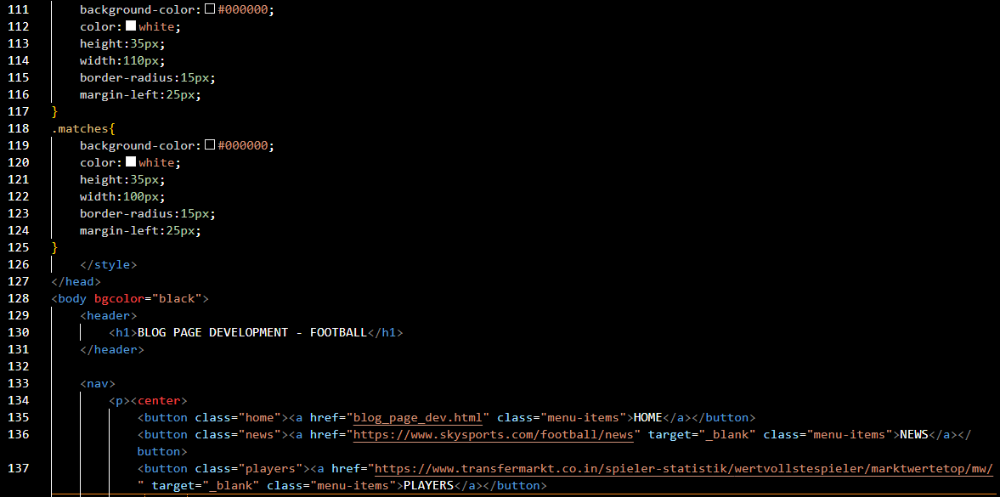 111 background-color:#000000;
112 color:white;
113 height:35px;
114 width:110px;
115 border-radius:15px;
116 margin-left:25px;
117 }
118 .matches{
119 background-color:#000000;
120 color:white;
121 height:35px;
122 width:100px;
123 border-radius:15px;
124 margin-left:25px;
125 }
126 </style>
127 </head>
128 <body bgcolor="black">
129 <header>
130 <h1>BLOG PAGE DEVELOPMENT - FOOTBALL</h1>
131 </header>
132
133 <nav>
134 <p><center>
135 <button class="home"><a href="blog_page_dev.html" class="menu-items">HOME</a></button>
136 <button class="news"><a href="https://www.skysports.com/football/news" target="_blank" class="menu-items">NEWS</a></
button>
137 <button class="players"><a href="https://www.transfermarkt.co.in/spieler-statistik/wertvollstespieler/marktwertetop/mw/
" target="_blank" class="menu-items">PLAYERS</a></button>